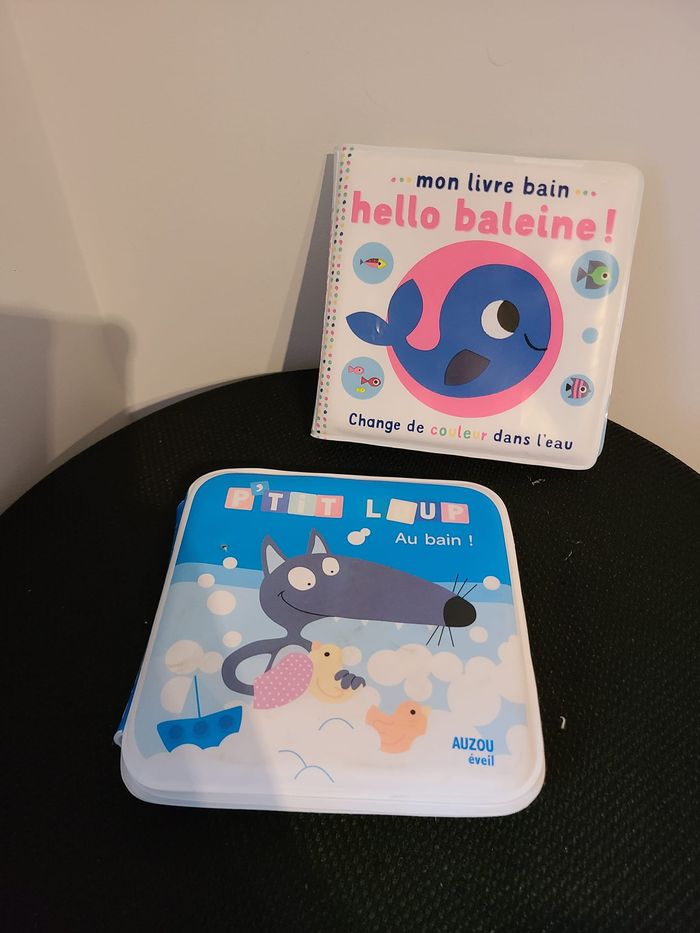 mon livre bain
hello baleine !
Change de couleur dans l'eau
P'TiT LOUP
Au bain !
AUZOU
éveil